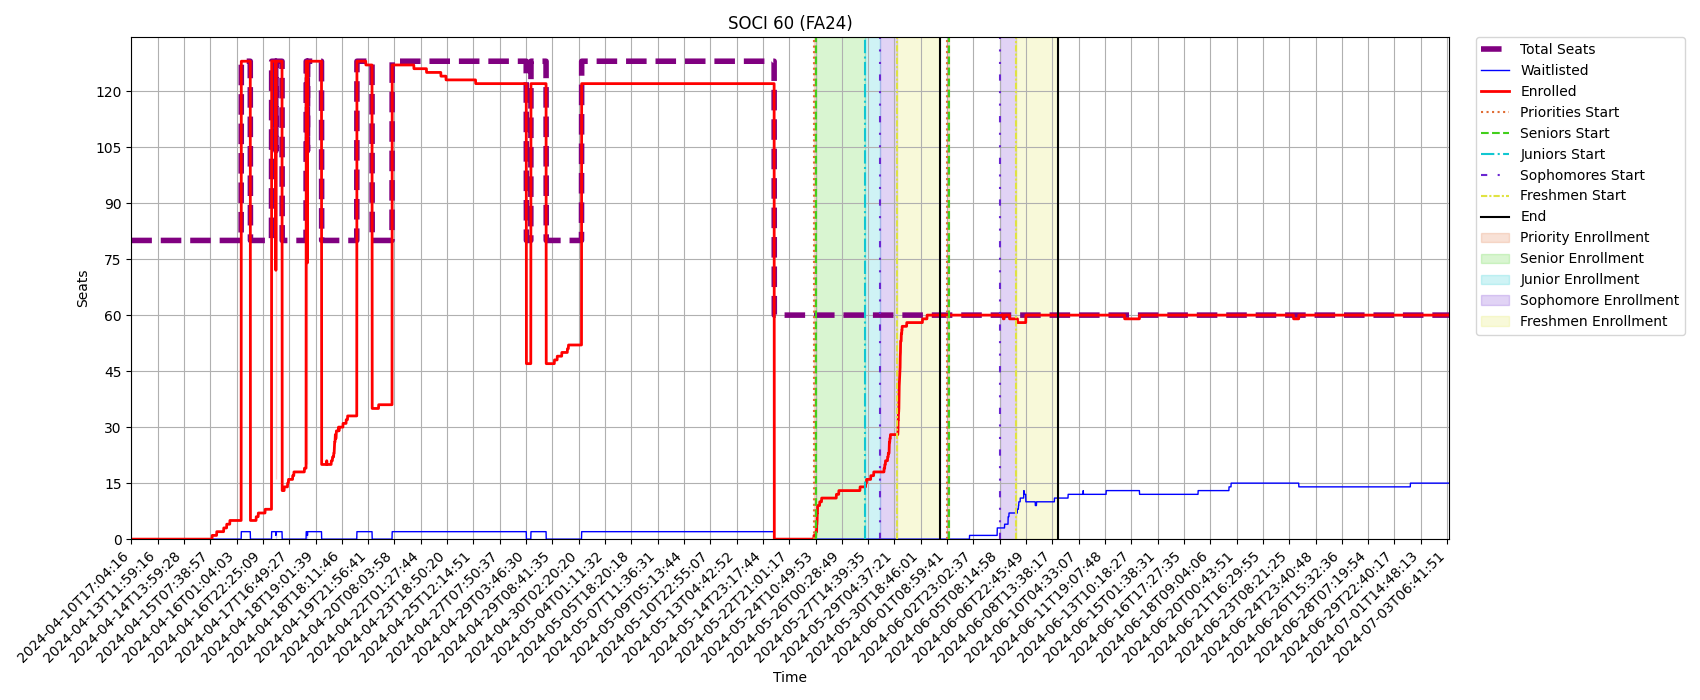 SOCI 60 (FA24)
Total Seats
Waitlisted
Enrolled
Priorities Start
Seniors Start
Juniors Start
Sophomores Start
Freshmen Start
End
Priority Enrollment
Senior Enrollment
Junior Enrollment
Sophomore Enrollment
Freshmen Enrollment
Seats
120
105
90
75
60
45
30
15
0
2024-04-10T17:04:16
2024-04-13T11:59:16
2024-04-14T13:59:28
2024-04-15T07:38:57
2024-04-16T01:04:03
2024-04-16T22:25:09
2024-04-17T16:49:27
2024-04-18T19:01:39
2024-04-18T18:11:46
2024-04-19T21:56:41
2024-04-20T08:03:58
2024-04-22T01:27:44
2024-04-23T18:50:20
2024-04-25T12:14:51
2024-04-27T07:50:37
2024-04-29T03:46:30
2024-04-29T08:41:35
2024-04-30T02:20:20
2024-05-04T01:11:32
2024-05-05T18:20:18
2024-05-07T11:36:31
2024-05-09T05:13:44
2024-05-10T22:55:07
2024-05-13T04:42:52
2024-05-14T23:17:44
2024-05-22T21:01:17
2024-05-24T10:49:53
2024-05-26T00:28:49
2024-05-27T14:39:35
2024-05-29T04:37:21
2024-05-30T18:46:01
2024-06-01T08:59:41
2024-06-02T23:02:37
2024-06-05T08:14:58
2024-06-06T22:45:49
2024-06-08T13:38:17
2024-06-10T04:33:07
2024-06-11T19:07:48
2024-06-13T10:18:27
2024-06-15T01:38:31
2024-06-16T17:27:35
2024-06-18T09:04:06
2024-06-20T00:43:51
2024-06-21T16:29:55
2024-06-23T08:21:25
2024-06-24T23:40:48
2024-06-26T15:32:36
2024-06-28T07:19:54
2024-06-29T22:40:17
2024-07-01T14:48:13
2024-07-03T06:41:51
Time